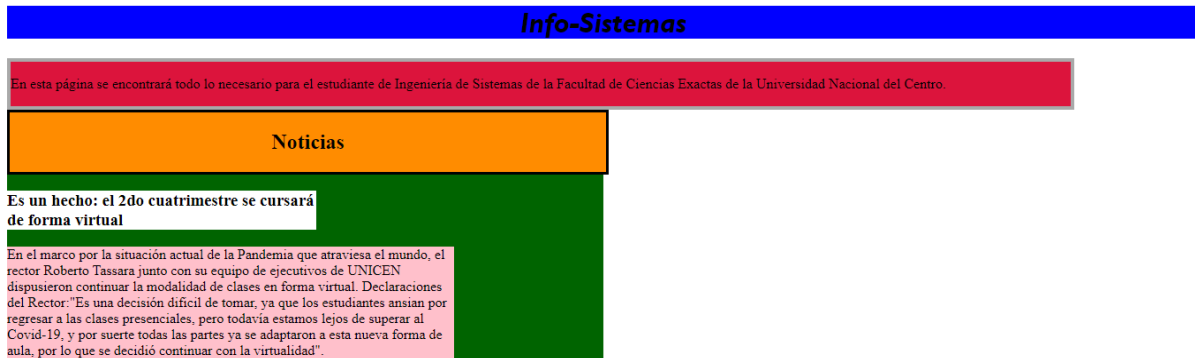 Info-Sistemas
En esta página se encontrará todo lo necesario para el estudiante de Ingeniería de Sistemas de la Facultad de Ciencias Exactas de la Universidad Nacional del Centro.
Noticias
Es un hecho: el 2do cuatrimestre se cursará
de forma virtual
En el marco por la situación actual de la Pandemia que atraviesa el mundo, el
rector Roberto Tassara junto con su equipo de ejecutivos de UNICEN
dispusieron continuar la modalidad de clases en forma virtual. Declaraciones
del Rector:"Es una decisión dificil de tomar, ya que los estudiantes ansian por
regresar a las clases presenciales, pero todavía estamos lejos de superar al
Covid-19, y por suerte todas las partes ya se adaptaron a esta nueva forma de
aula, por lo que se decidió continuar con la virtualidad".